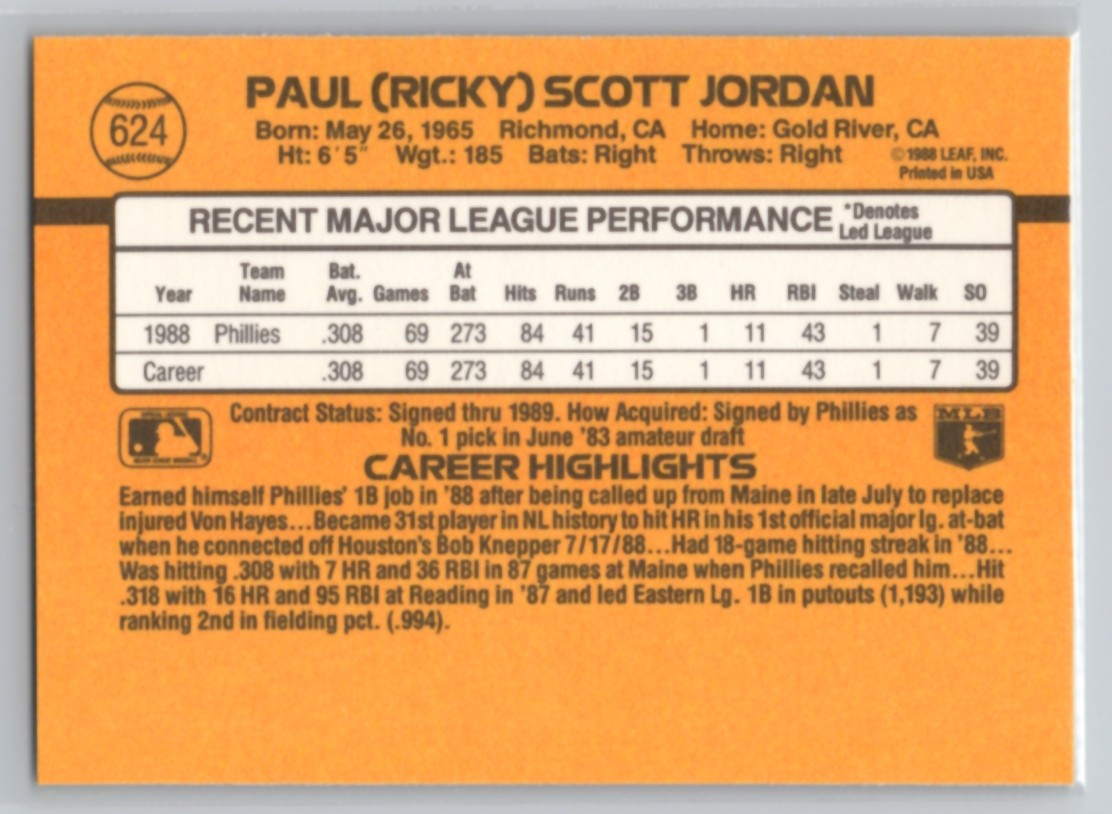 624
PAUL (RICKY) SCOTT JORDAN
Born: May 26, 1965 Richmond, CA Home: Gold River, CA
Ht: 6´5" Wgt.: 185 Bats: Right Throws: Right
©1988 LEAF, INC.
Printed in USA
RECENT MAJOR LEAGUE PERFORMANCE
*Denotes
Led League
Year Team Name Bat. Avg. Games At Bat Hits Runs 2B 3B HR RBI Steal Walk SO
1988 Phillies .308 69 273 84 41 15 1 11 43 1 7 39
Career .308 69 273 84 41 15 1 11 43 1 7 39
Contract Status: Signed thru 1989. How Acquired: Signed by Phillies as
No. 1 pick in June '83 amateur draft
MLB
CAREER HIGHLIGHTS
Earned himself Phillies' 1B job in '88 after being called up from Maine in late July to replace
injured Von Hayes...Became 31st player in NL history to hit HR in his 1st official major lg. at-bat
when he connected off Houston's Bob Knepper 7/17/88...Had 18-game hitting streak in '88...
Was hitting .308 with 7 HR and 36 RBI in 87 games at Maine when Phillies recalled him...Hit
.318 with 16 HR and 95 RBI at Reading in '87 and led Eastern Lg. 1B in putouts (1,193) while
ranking 2nd in fielding pct. (.994).